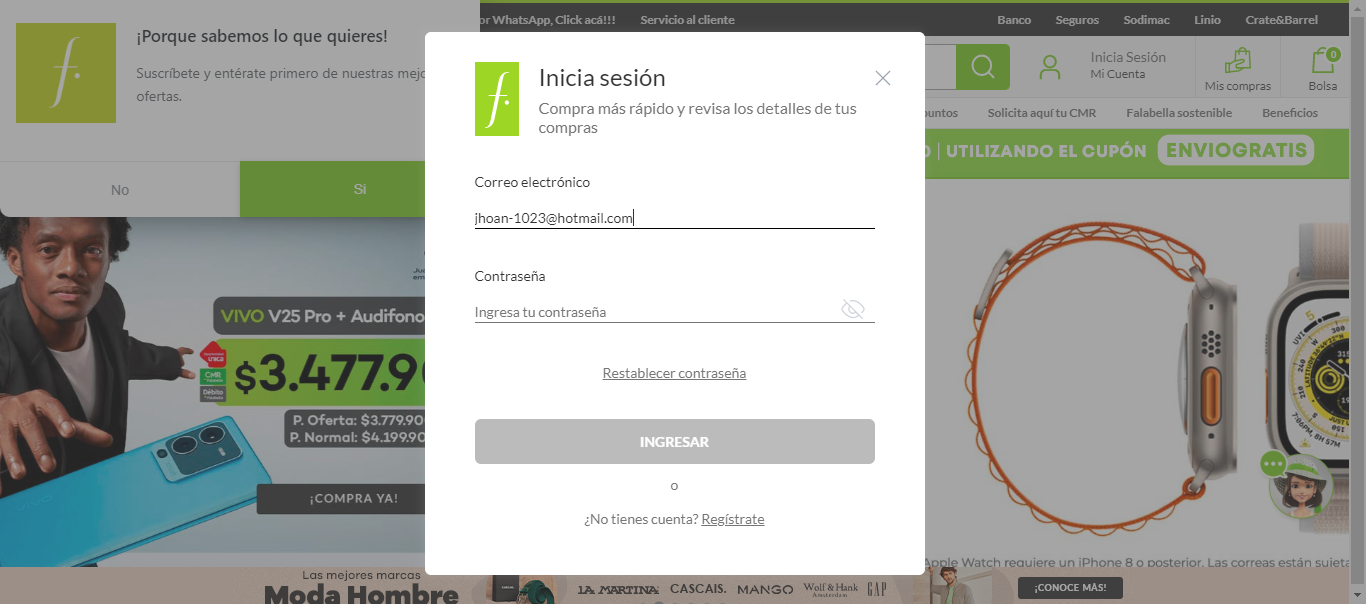 ¡Porque sabemos lo que quieres!
Suscríbete y entérate primero de nuestras mejo
ofertas.
No
Si
or WhatsApp, Click acá!!!
Servicio al cliente
Banco
Seguros
Sodimac
Linio
Crate&Barrel
Inicia Sesión
Mi Cuenta
Mis compras
0
Bolsa
puntos
Solicita aquí tu CMR
Falabella sostenible
Beneficios
UTILIZANDO EL CUPÓN
ENVIOGRATIS
f.
Inicia sesión
Compra más rápido y revisa los detalles de tus
compras
Correo electrónico
jhoan-1023@hotmail.com
Contraseña
Ingresa tu contraseña
Restablecer contraseña
INGRESAR
o
¿No tienes cuenta? Regístrate
VIVO V25 Pro + Audifono
única
CMR
Débito
$3.477.90
P. Oferta: $3.779.90
P. Normal: $4.199.90
¡COMPRA YA!
Apple Watch requiere un iPhone 8 o posterior. Las correas están sujeta
Las mejores marcas
Moda Hombre
LA MARTINA
CASCAIS.
MANGO
Wolf & Hank
Amsterdam
GAP
¡CONOCE MÁS!